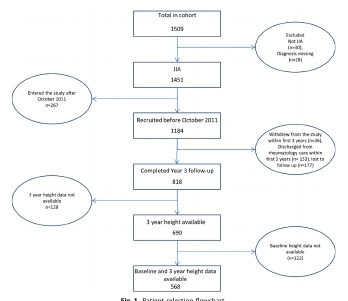 Total in cohort
1509
Excluded
Not JIA
(n=30),
Diagnosis missing
(n=28)
JIA
1451
Entered the study after
October 2011
n=267
Recruited before October 2011
1184
Withdrew from the study
within first 3 years (n=36),
Discharged from
rheumatology care within
first 3 years (n= 153), lost to
follow up (n=177)
Completed Year 3 follow-up
818
3 year height data not
available
n=128
3 year height available
690
Baseline height data not
available
(n=122)
Baseline and 3 year height data
available
568
Fig. 1 Patient selection flowchart